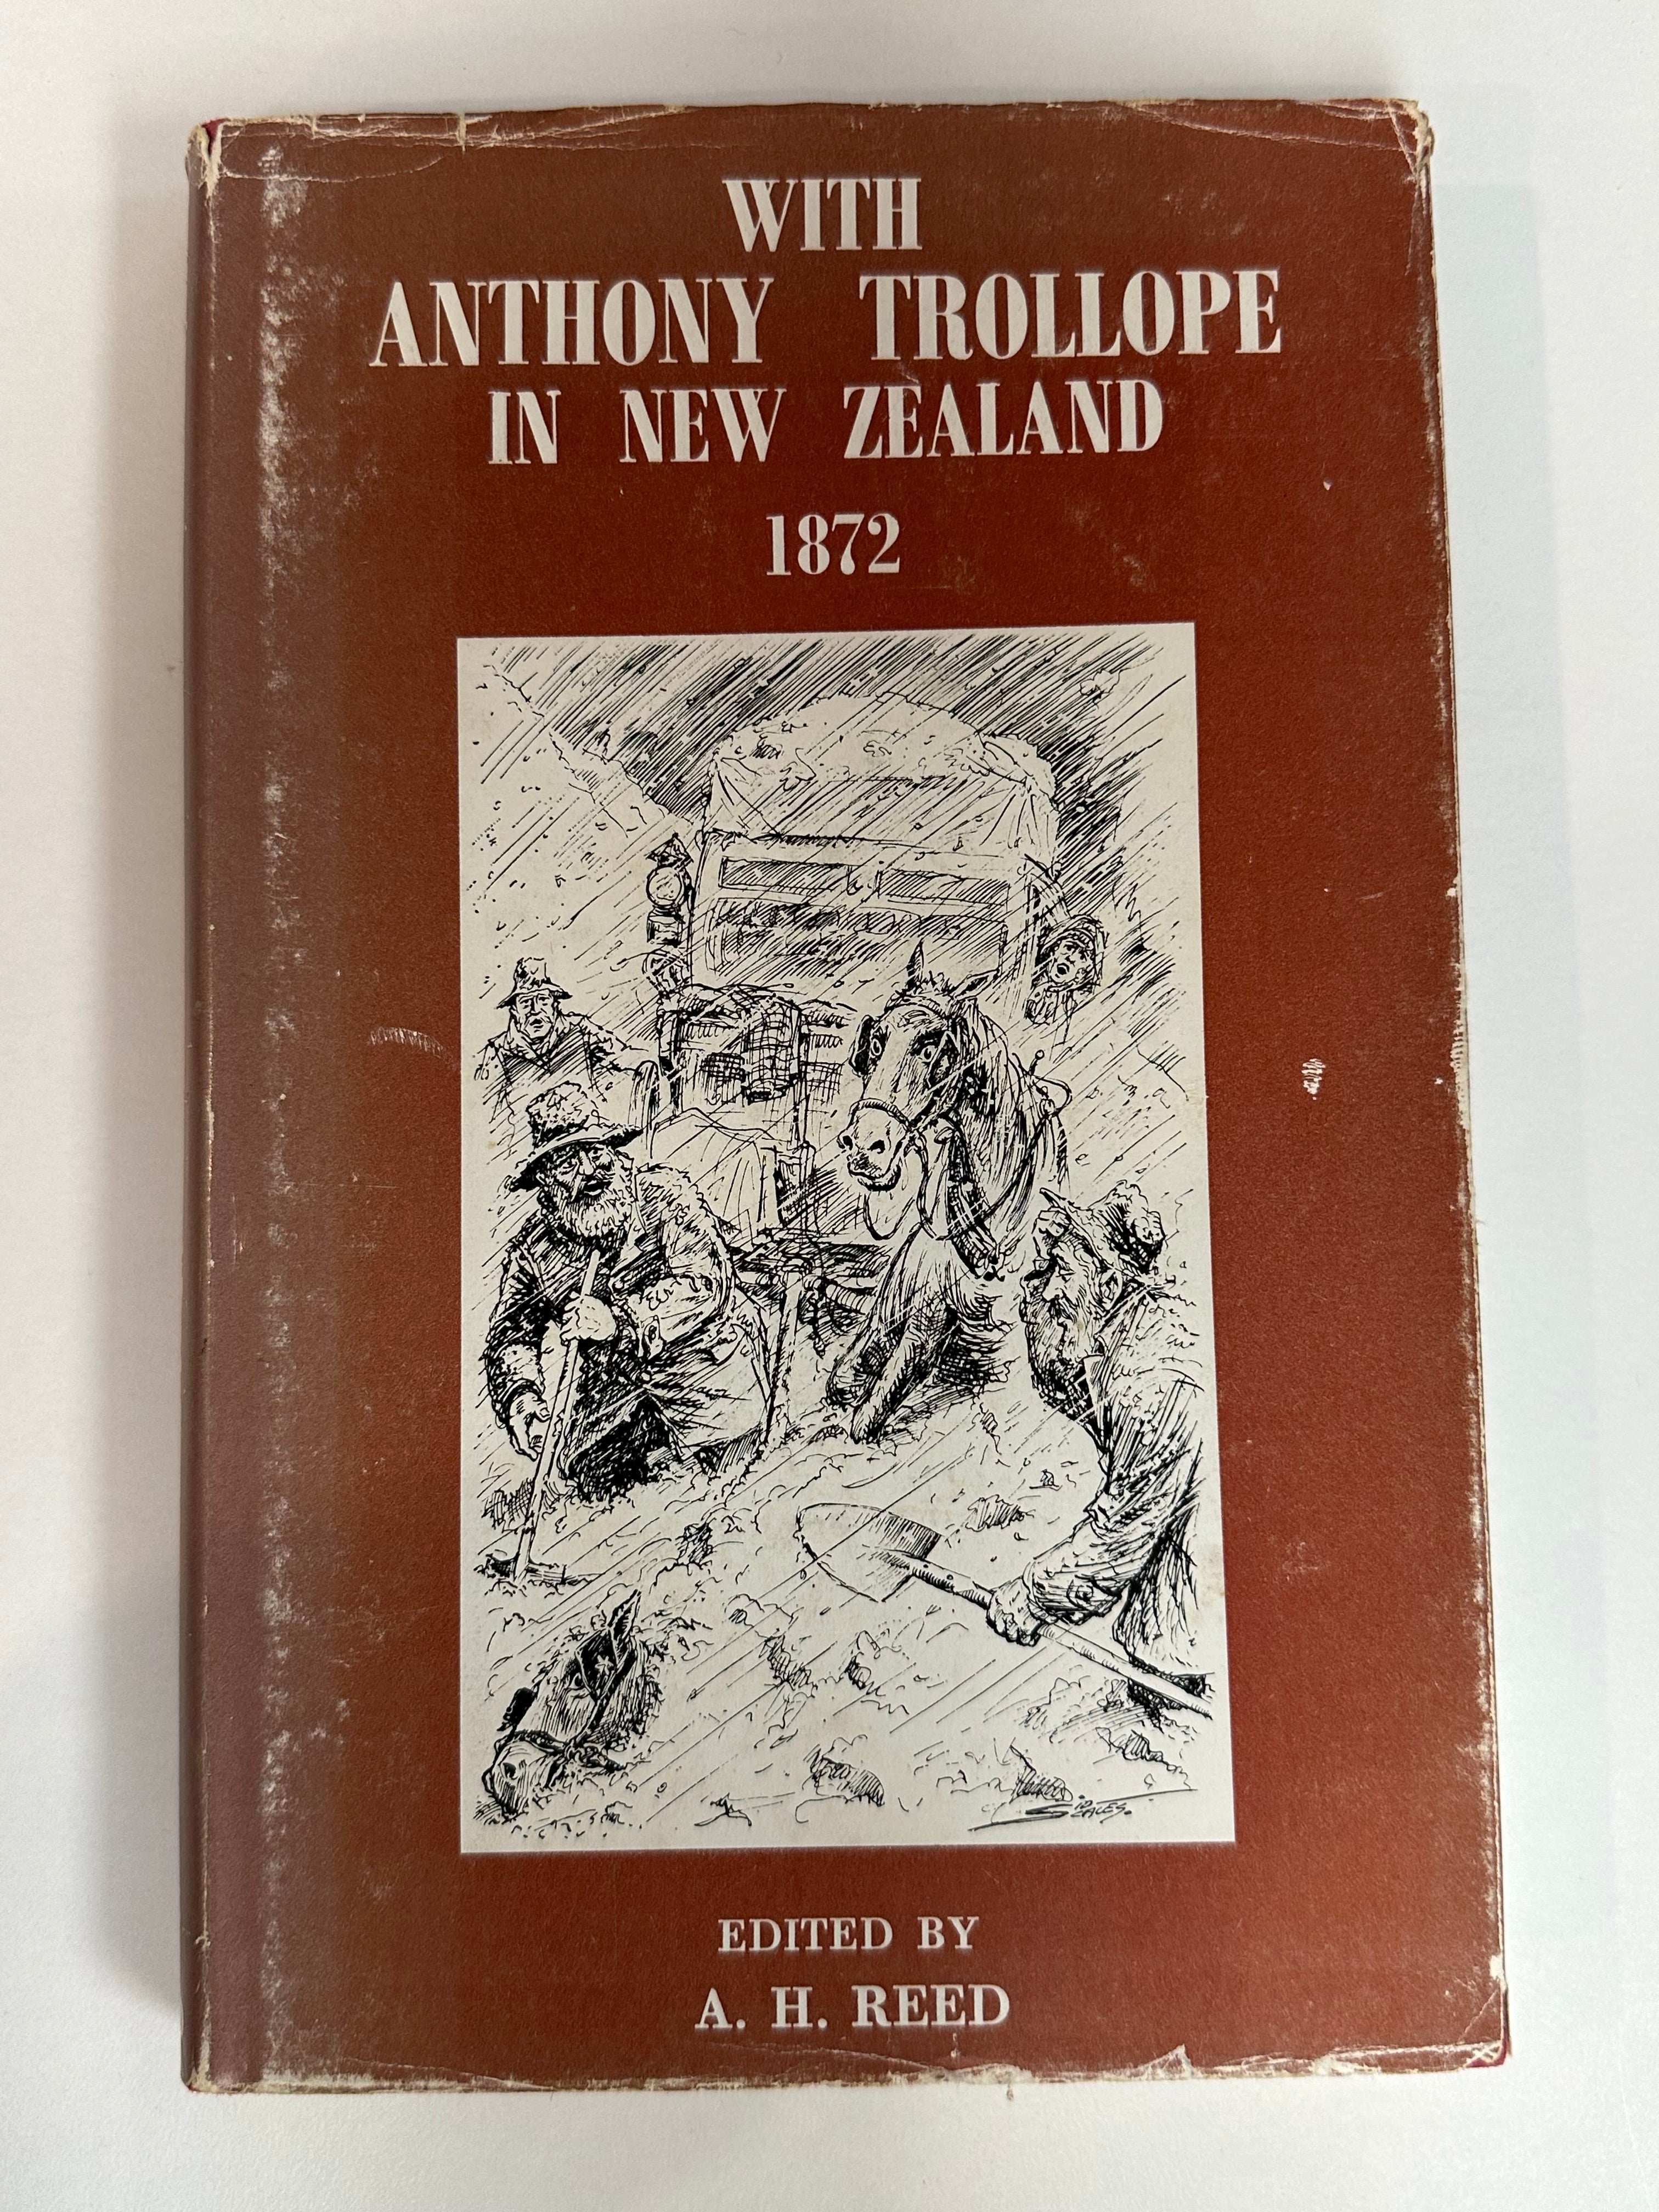 WITH
ANTHONY TROLLOPE
IN NEW ZEALAND
1872
EDITED BY
A. H. REED